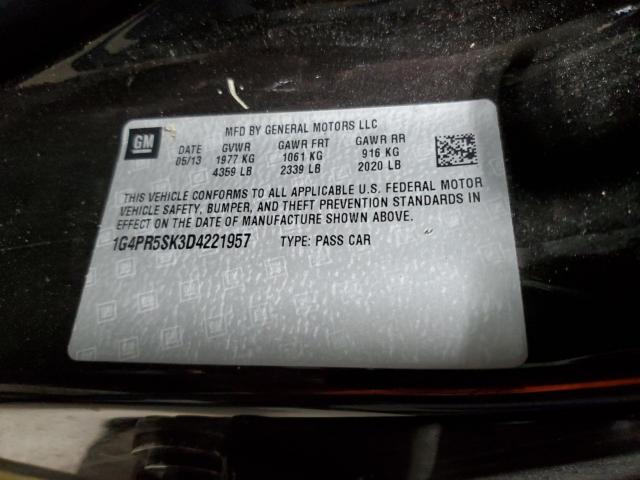 GM
MFD BY GENERAL MOTORS LLC
DATE GVWR GAWR FRT GAWR RR
05/13 1977 KG 1061 KG 916 KG
4359 LB 2339 LB 2020 LB
THIS VEHICLE CONFORMS TO ALL APPLICABLE U.S. FEDERAL MOTOR
VEHICLE SAFETY, BUMPER, AND THEFT PREVENTION STANDARDS IN
EFFECT ON THE DATE OF MANUFACTURE SHOWN ABOVE.
1G4PR5SK3D4221957 TYPE: PASS CAR